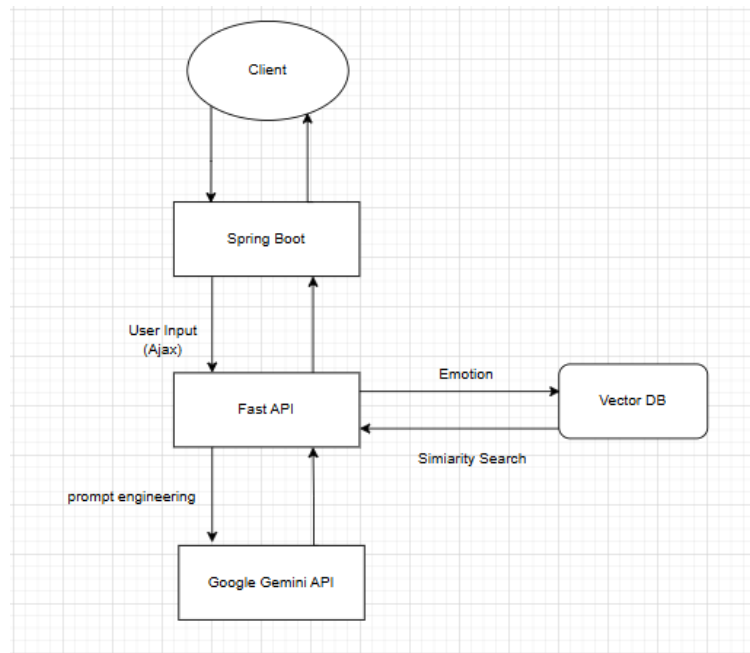 Client
Spring Boot
User Input
(Ajax)
Emotion
Fast API
Vector DB
Simiarity Search
prompt engineering
Google Gemini API